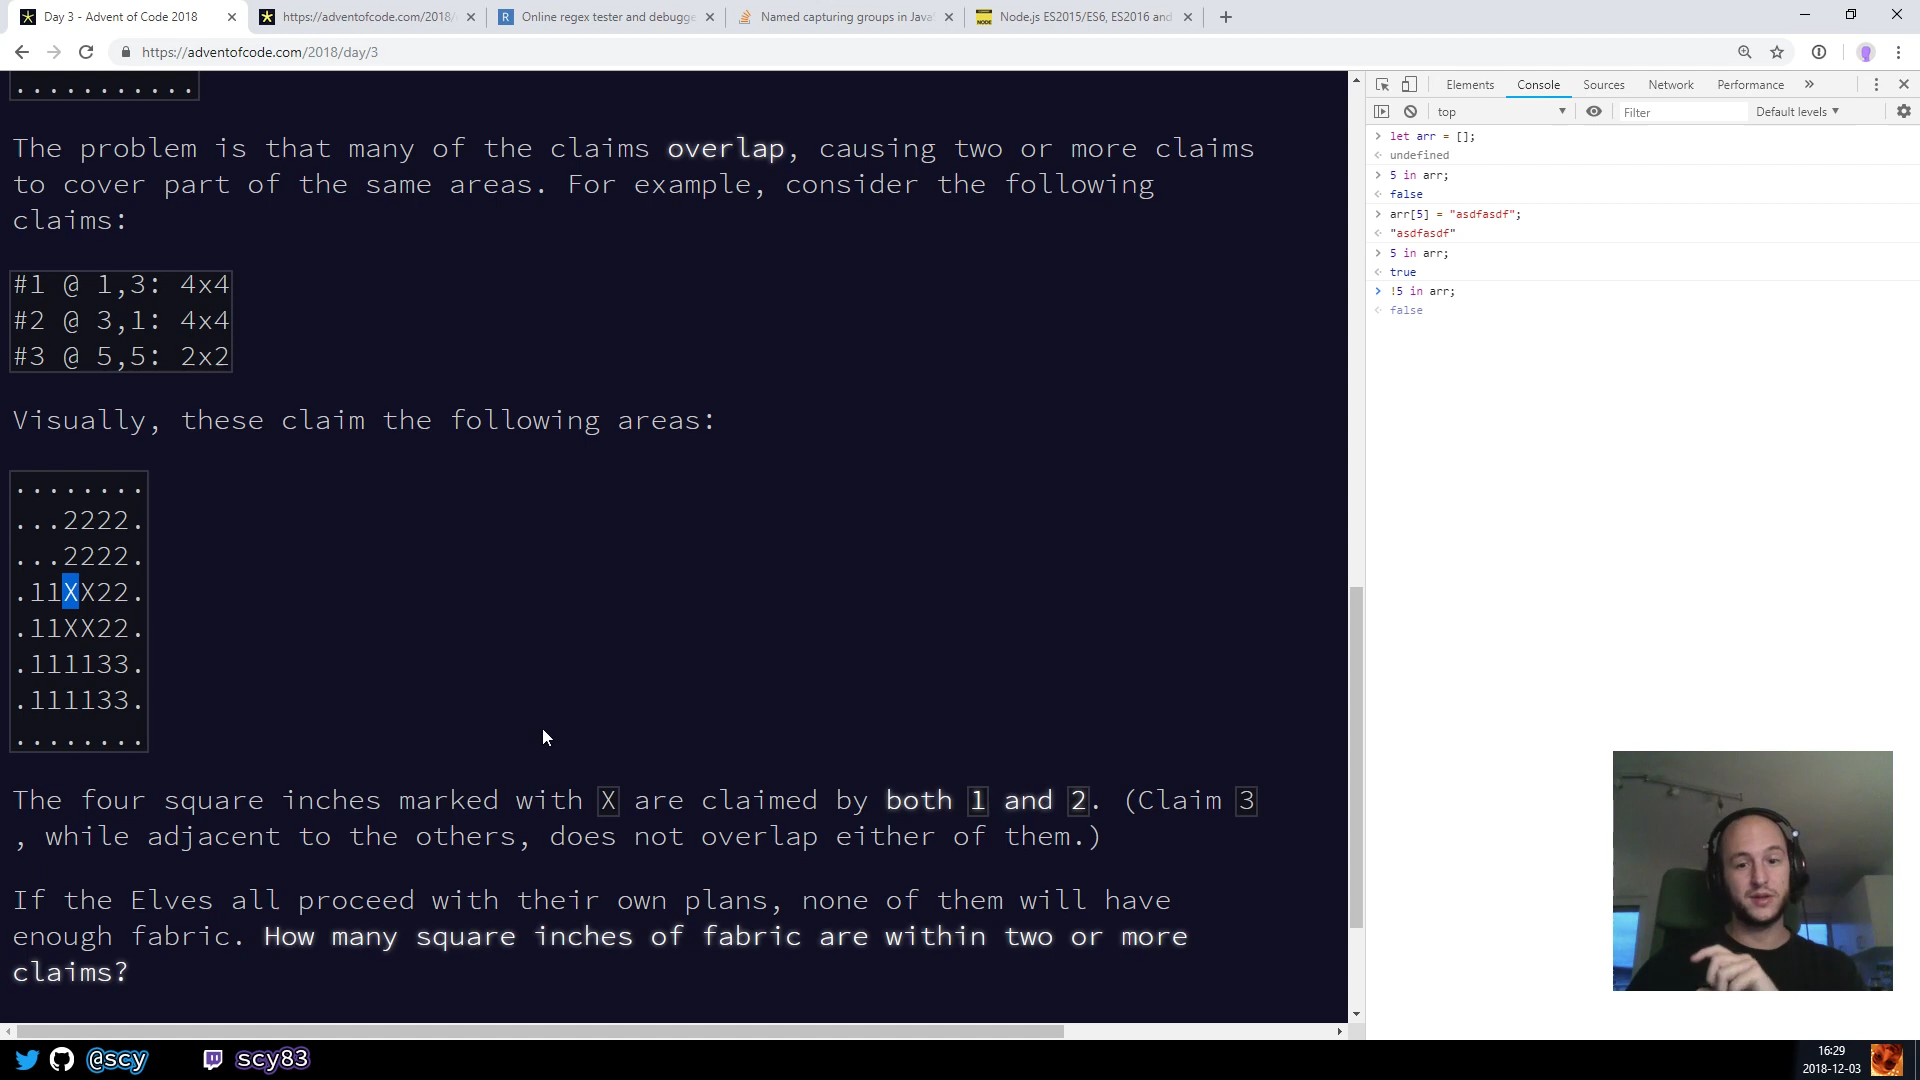 Day 3 - Advent of Code 2018
https://adventofcode.com/2018/
Online regex tester and debugge
Named capturing groups in Java
Node.js ES2015/ES6, ES2016 and
https://adventofcode.com/2018/day/3
...........
The problem is that many of the claims overlap, causing two or more claims
to cover part of the same areas. For example, consider the following
claims:
#1 @ 1,3: 4x4
#2 @ 3,1: 4x4
#3 @ 5,5: 2x2
Visually, these claim the following areas:
........
...2222.
...2222.
.11XX22.
.11XX22.
.111133.
.111133.
........
The four square inches marked with X are claimed by both 1 and 2. (Claim 3
, while adjacent to the others, does not overlap either of them.)
If the Elves all proceed with their own plans, none of them will have
enough fabric. How many square inches of fabric are within two or more
claims?
Elements Console Sources Network Performance »
top Filter Default levels
> let arr = [];
undefined
> 5 in arr;
false
> arr[5] = "asdfasdf";
"asdfasdf"
> 5 in arr;
true
> !5 in arr;
false
@scy scy83
16:29
2018-12-03